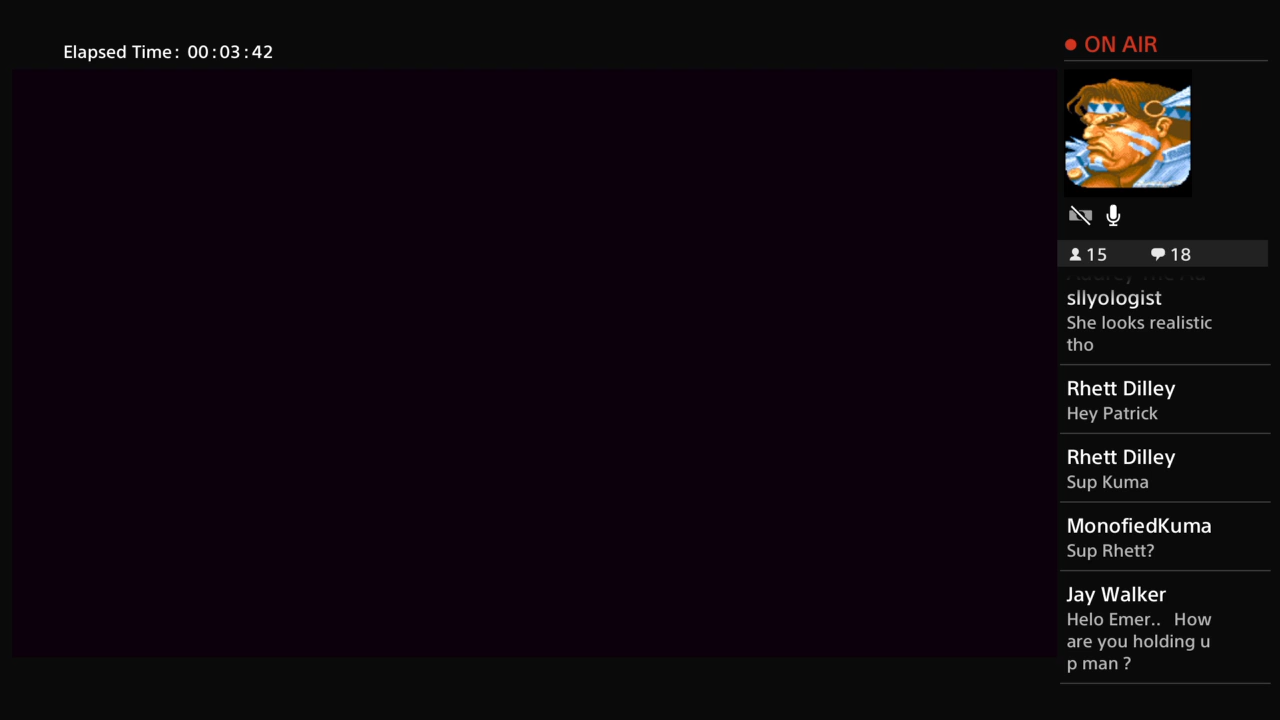 Elapsed Time: 00:03:42
ON AIR
15 18
sllyologist
She looks realistic
tho
Rhett Dilley
Hey Patrick
Rhett Dilley
Sup Kuma
MonofiedKuma
Sup Rhett?
Jay Walker
Helo Emer.. How
are you holding u
p man ?